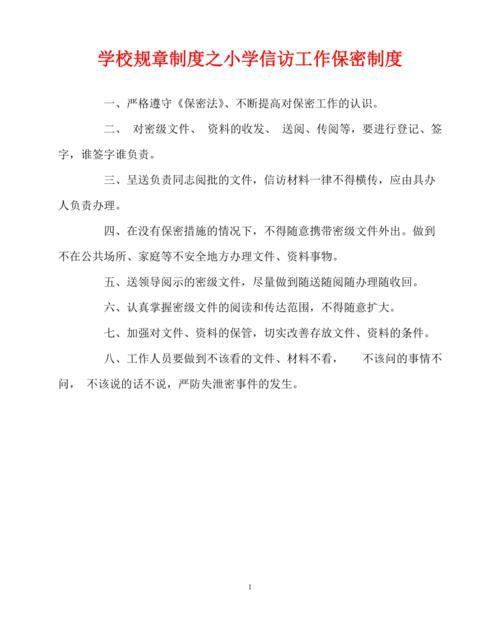 学校规章制度之小学信访工作保密制度
一、严格遵守《保密法》、不断提高对保密工作的认识。
二、 对密级文件、 资料的收发、 送阅、传阅等，要进行登记、签
字，谁签字谁负责。
三、呈送负责同志阅批的文件，信访材料一律不得横传，应由具办
人负责办理。
四、在没有保密措施的情况下，不得随意携带密级文件外出。做到
不在公共场所、家庭等不安全地方办理文件、资料事物。
五、送领导阅示的密级文件，尽量做到随送随阅随办理随收回。
六、认真掌握密级文件的阅读和传达范围，不得随意扩大。
七、加强对文件、资料的保管，切实改善存放文件、资料的条件。
八、工作人员要做到不该看的文件、材料不看， 不该问的事情不
问， 不该说的话不说，严防失泄密事件的发生。
1